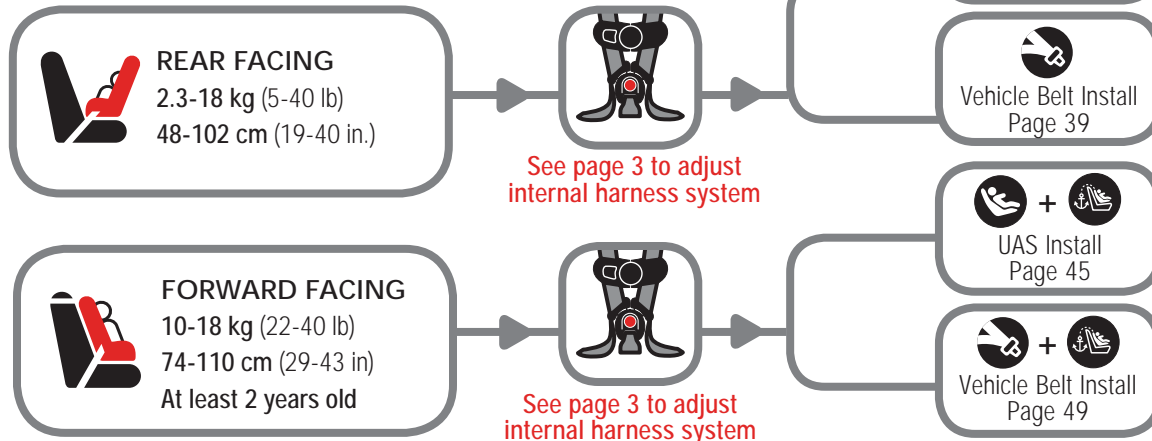 REAR FACING
2.3-18 kg (5-40 lb)
48-102 cm (19-40 in.)
See page 3 to adjust
internal harness system
Vehicle Belt Install
Page 39
FORWARD FACING
10-18 kg (22-40 lb)
74-110 cm (29-43 in)
At least 2 years old
See page 3 to adjust
internal harness system
+
UAS Install
Page 45
+
Vehicle Belt Install
Page 49